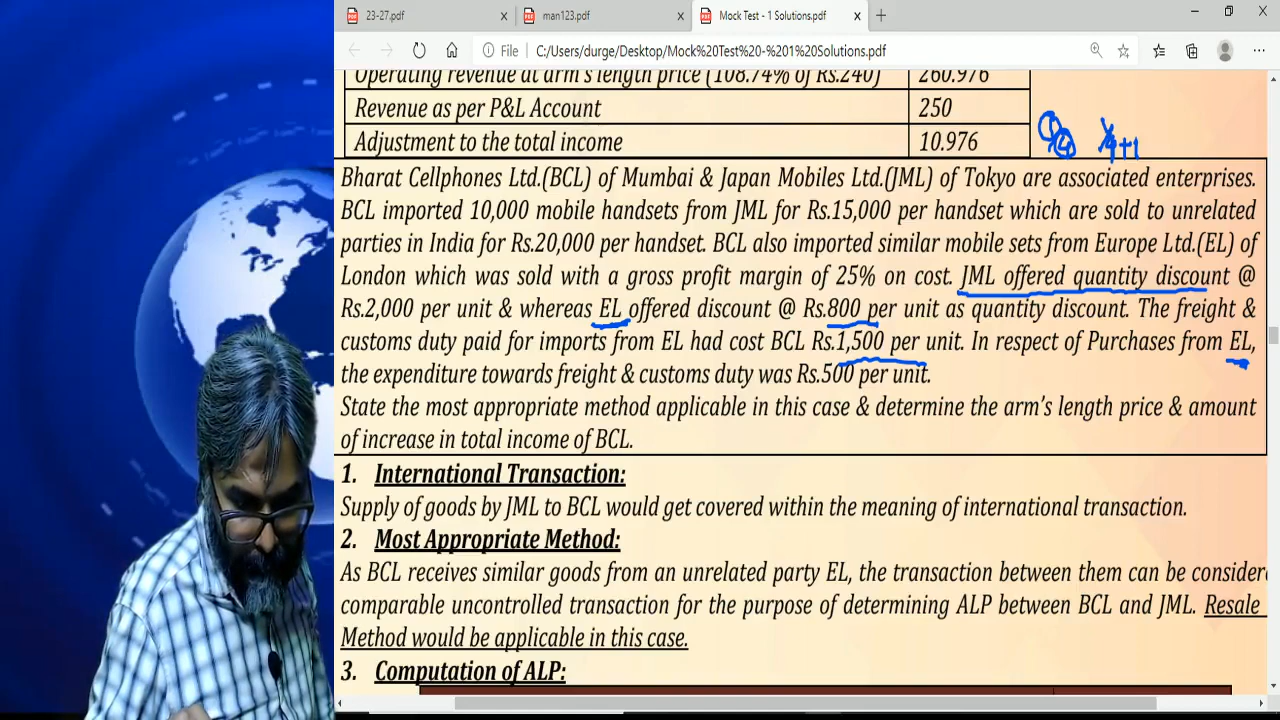 23-27.pdf
man123.pdf
Mock Test - 1 Solutions.pdf
File
C:/Users/durge/Desktop/Mock%20Test%20-%201%20Solutions.pdf
Operating revenue at arm's length price (108.74% of Rs.240) 260.976
Revenue as per P&L Account 250
Adjustment to the total income 10.976
Bharat Cellphones Ltd.(BCL) of Mumbai & Japan Mobiles Ltd.(JML) of Tokyo are associated enterprises.
BCL imported 10,000 mobile handsets from JML for Rs.15,000 per handset which are sold to unrelated
parties in India for Rs.20,000 per handset. BCL also imported similar mobile sets from Europe Ltd.(EL) of
London which was sold with a gross profit margin of 25% on cost. JML offered quantity discount @
Rs.2,000 per unit & whereas EL offered discount @ Rs.800 per unit as quantity discount. The freight &
customs duty paid for imports from EL had cost BCL Rs.1,500 per unit. In respect of Purchases from EL,
the expenditure towards freight & customs duty was Rs.500 per unit.
State the most appropriate method applicable in this case & determine the arm's length price & amount
of increase in total income of BCL.
1. International Transaction:
Supply of goods by JML to BCL would get covered within the meaning of international transaction.
2. Most Appropriate Method:
As BCL receives similar goods from an unrelated party EL, the transaction between them can be consider
comparable uncontrolled transaction for the purpose of determining ALP between BCL and JML. Resale
Method would be applicable in this case.
3. Computation of ALP: